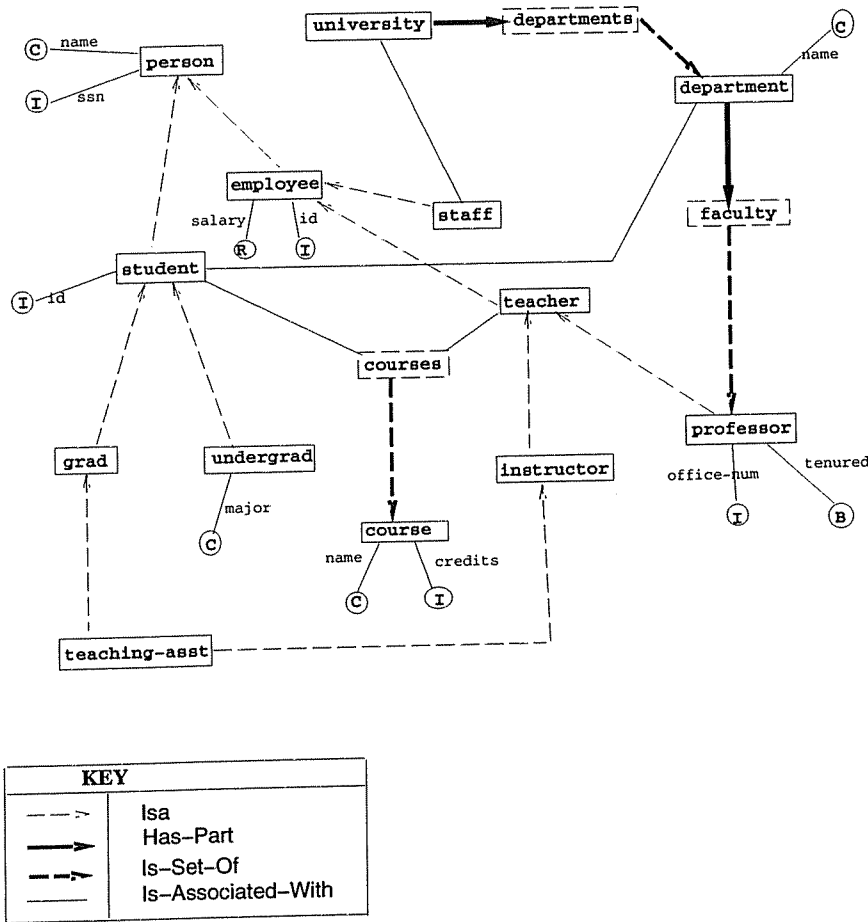 university
departments
C
name
name
C
person
department
I
ssn
employee
salary
id
staff
faculty
R
I
student
I
id
teacher
courses
professor
grad
undergrad
instructor
office-num
tenured
major
C
I
B
course
name
credits
C
I
teaching-asst
KEY
Isa
Has-Part
Is-Set-Of
Is-Associated-With